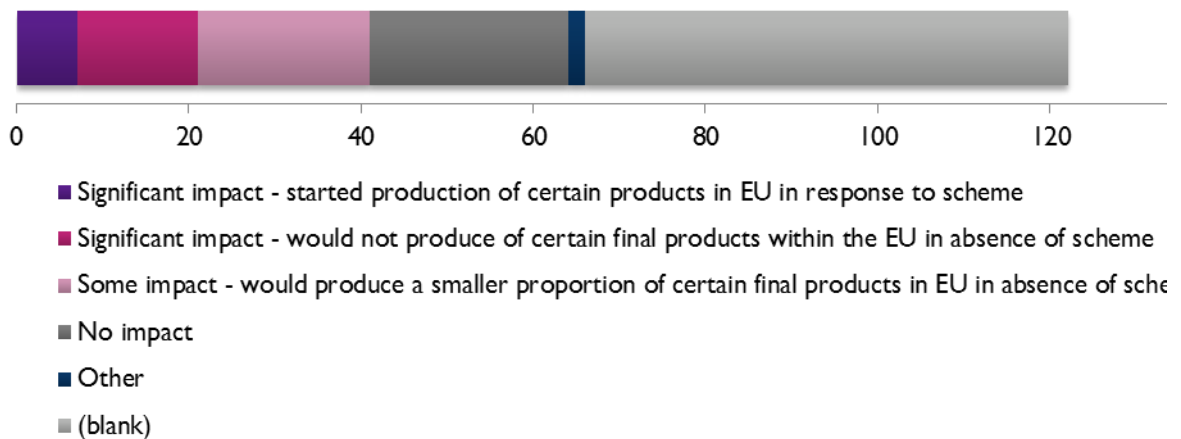 0 20 40 60 80 100 120
Significant impact - started production of certain products in EU in response to scheme
Significant impact - would not produce of certain final products within the EU in absence of scheme
Some impact - would produce a smaller proportion of certain final products in EU in absence of sche
No impact
Other
(blank)